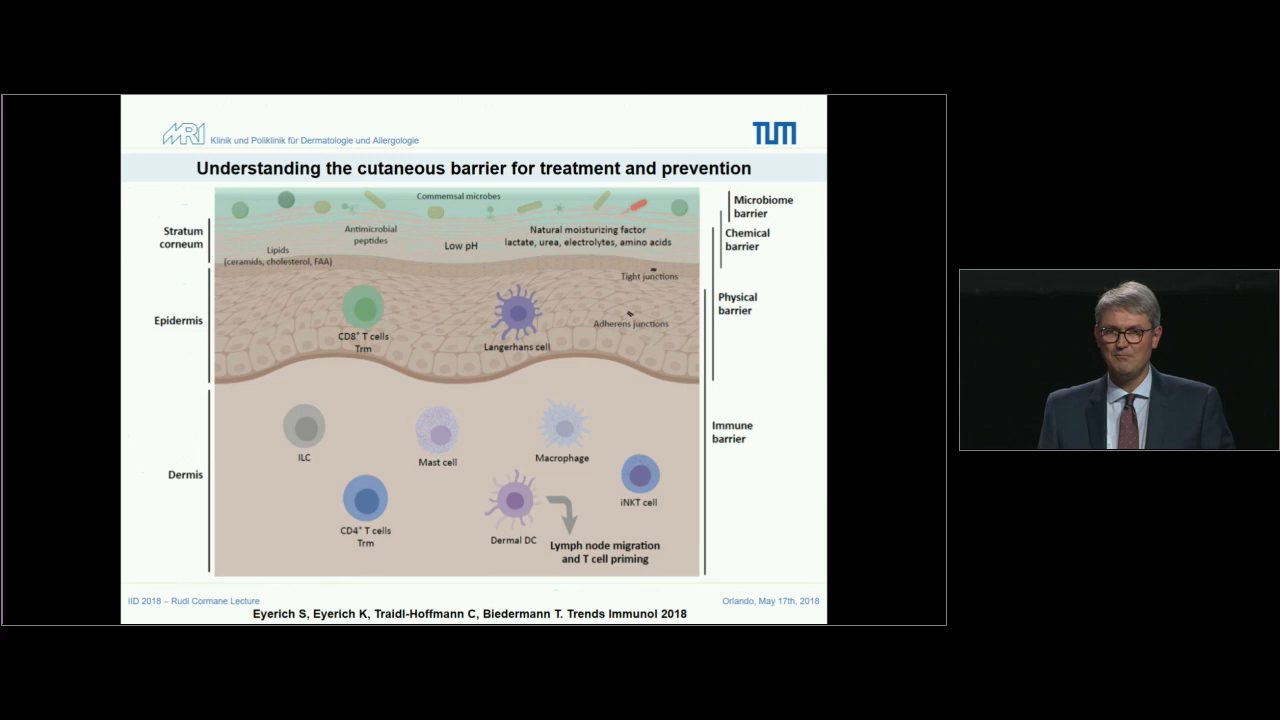 MRI Klinik und Poliklinik für Dermatologie und Allergologie
TUM
Understanding the cutaneous barrier for treatment and prevention
Commemsal microbes
Microbiome
barrier
Stratum
corneum
Antimicrobial
peptides
Low pH
Natural moisturizing factor
lactate, urea, electrolytes, amino acids
Chemical
barrier
Lipids
(ceramids, cholesterol, FAA)
Tight junctions
Epidermis
CD8⁺ T cells
Trm
Langerhans cell
Adherens junctions
Physical
barrier
Immune
barrier
ILC
Mast cell
Macrophage
Dermis
iNKT cell
CD4⁺ T cells
Trm
Dermal DC
Lymph node migration
and T cell priming
IID 2018 – Rudi Cormane Lecture
Orlando, May 17th, 2018
Eyerich S, Eyerich K, Traidl-Hoffmann C, Biedermann T. Trends Immunol 2018